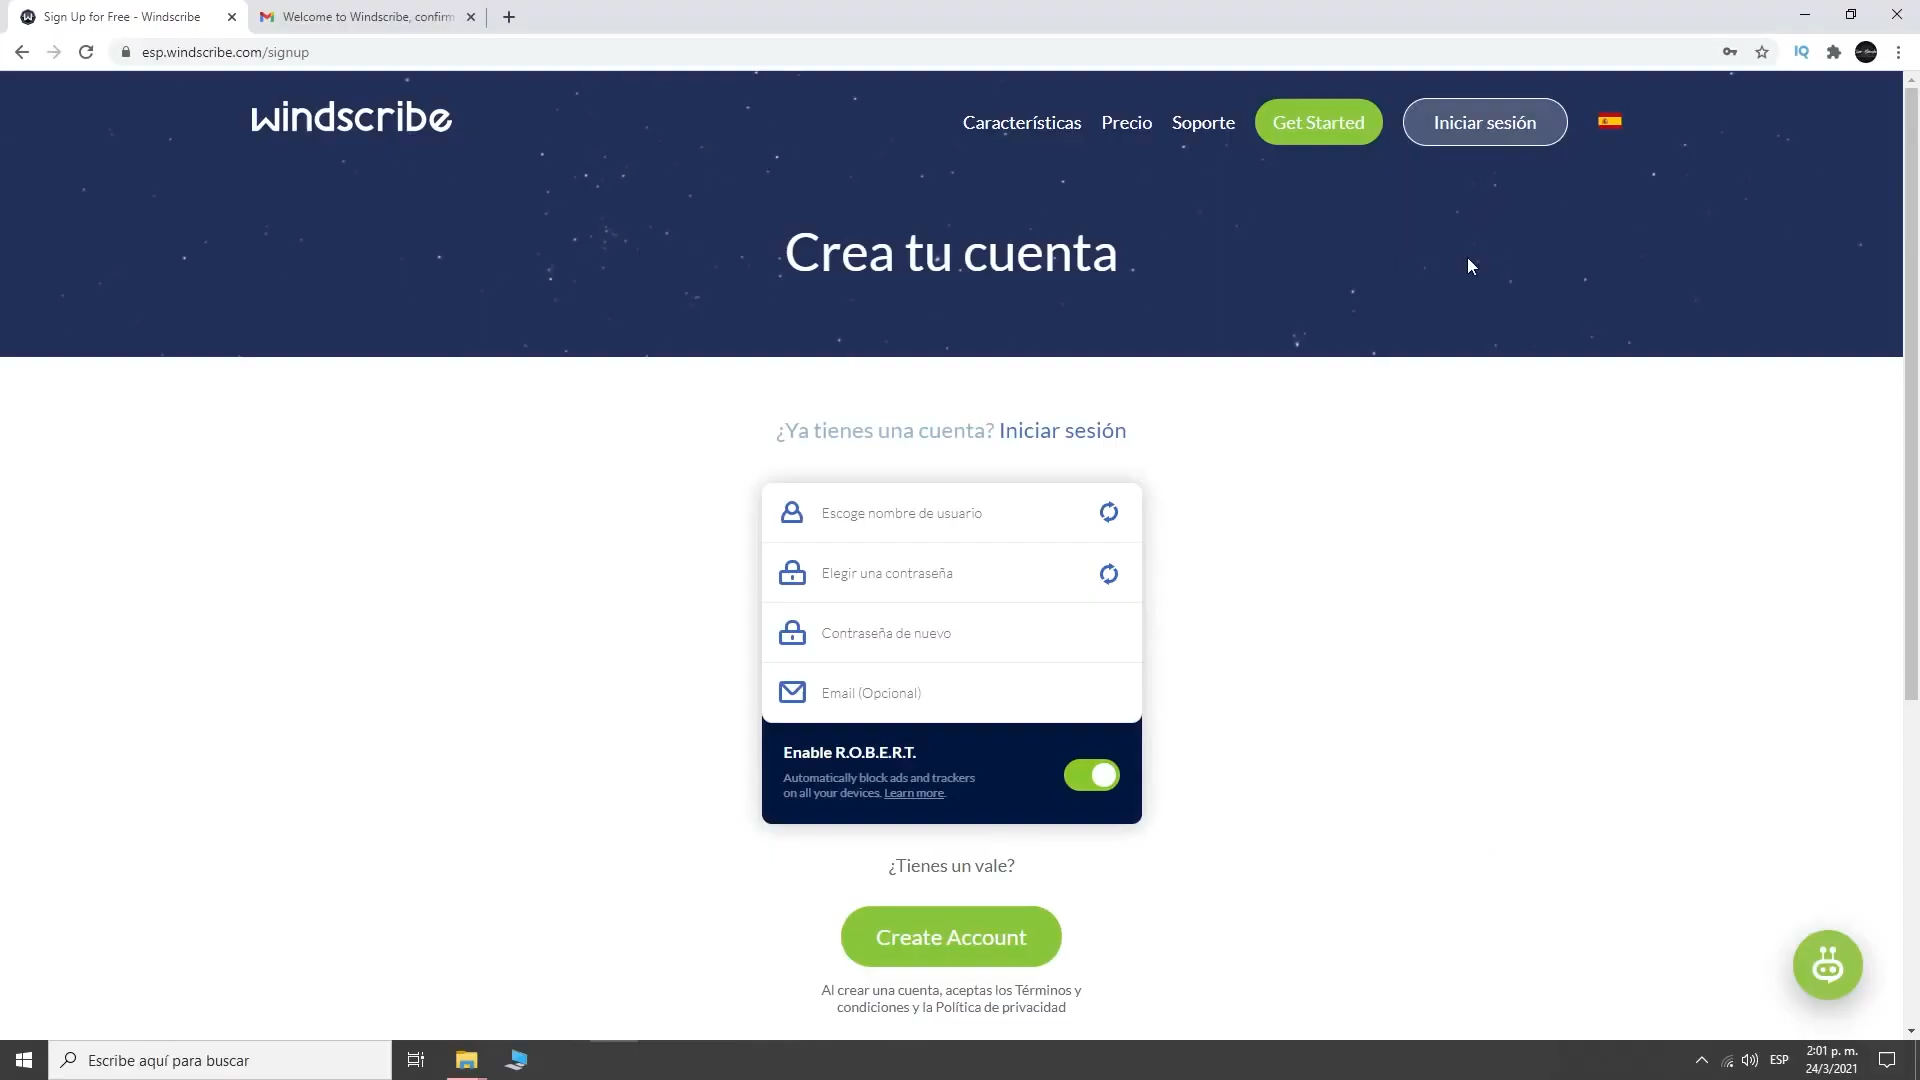 Sign Up for Free - Windscribe
Welcome to Windscribe, confirm
esp.windscribe.com/signup
windscribe
Características
Precio
Soporte
Get Started
Iniciar sesión
Crea tu cuenta
¿Ya tienes una cuenta? Iniciar sesión
Escoge nombre de usuario
Elegir una contraseña
Contraseña de nuevo
Email (Opcional)
Enable R.O.B.E.R.T.
Automatically block ads and trackers
on all your devices. Learn more.
¿Tienes un vale?
Create Account
Al crear una cuenta, aceptas los Términos y
condiciones y la Política de privacidad
Escribe aquí para buscar
ESP
2:01 p. m.
24/3/2021